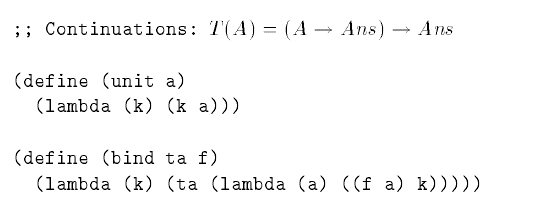 ;; Continuations: T(A) = (A → Ans) → Ans
(define (unit a)
(lambda (k) (k a)))
(define (bind ta f)
(lambda (k) (ta (lambda (a) ((f a) k)))))